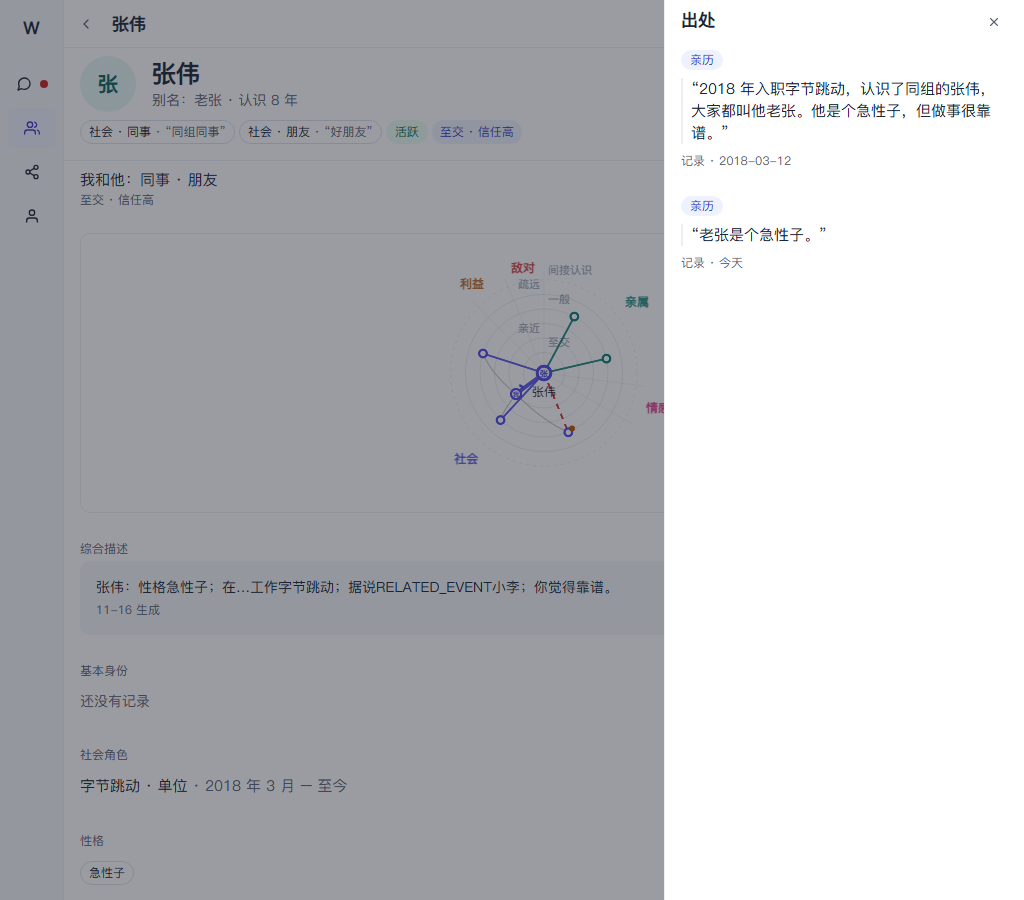 W
张伟
张
张伟
别名：老张 · 认识 8 年
社会 · 同事 · “同组同事”
社会 · 朋友 · “好朋友”
活跃
至交 · 信任高
我和他：同事 · 朋友
至交 · 信任高
敌对
间接认识
利益
疏远
一般
亲属
亲近
至交
张
张伟
社会
综合描述
张伟：性格急性子；在…工作字节跳动；据说RELATED_EVENT小李；你觉得靠谱。
11-16 生成
基本身份
还没有记录
社会角色
字节跳动 · 单位 · 2018 年 3 月 — 至今
性格
急性子
出处
亲历
“2018 年入职字节跳动，认识了同组的张伟，
大家都叫他老张。他是个急性子，但做事很靠
谱。”
记录 · 2018-03-12
亲历
“老张是个急性子。”
记录 · 今天